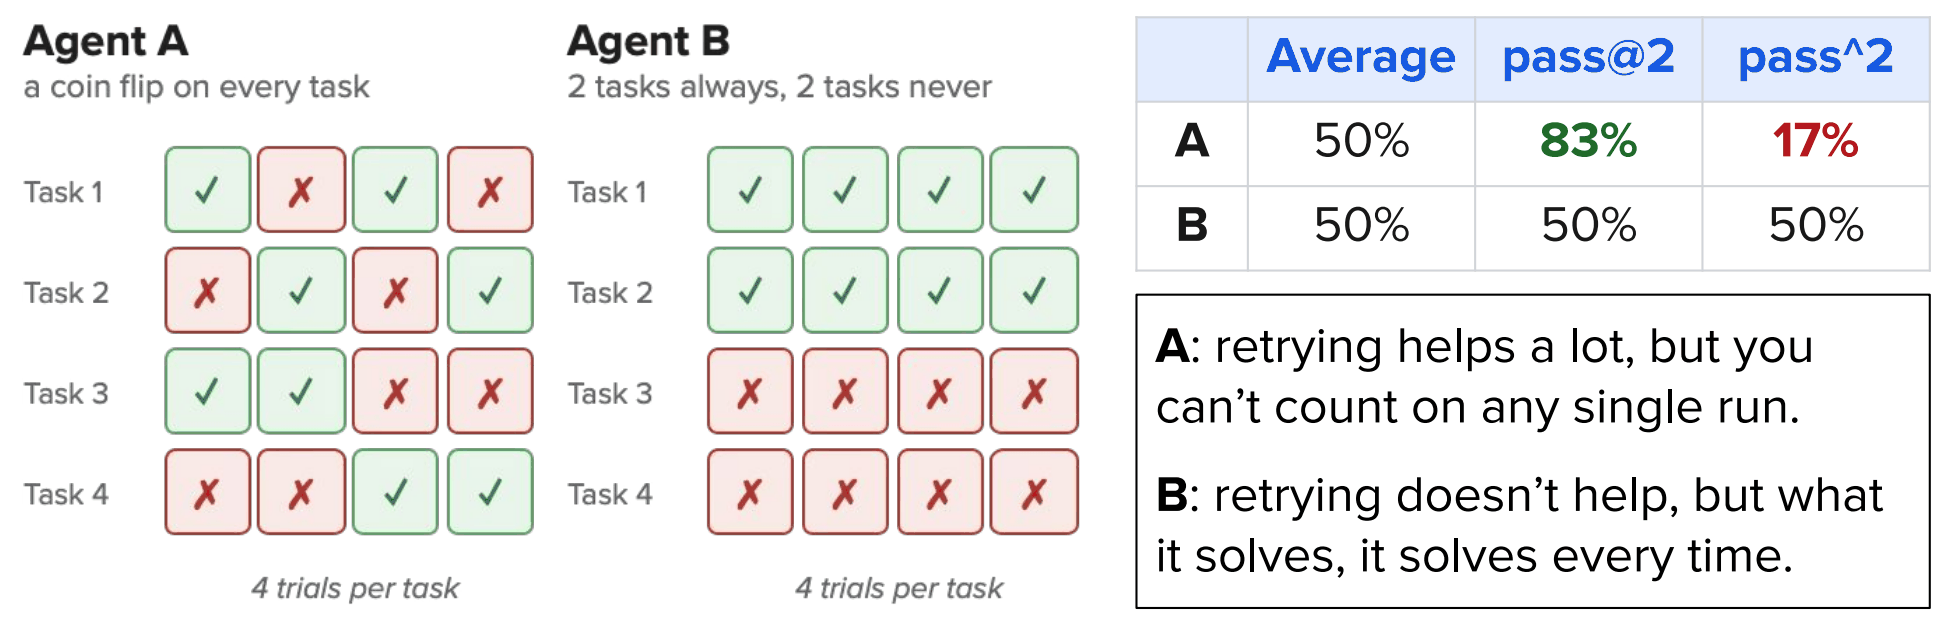 Agent A
a coin flip on every task
Task 1 ✓ ✗ ✓ ✗
Task 2 ✗ ✓ ✗ ✓
Task 3 ✓ ✓ ✗ ✗
Task 4 ✗ ✗ ✓ ✓
4 trials per task
Agent B
2 tasks always, 2 tasks never
Task 1 ✓ ✓ ✓ ✓
Task 2 ✓ ✓ ✓ ✓
Task 3 ✗ ✗ ✗ ✗
Task 4 ✗ ✗ ✗ ✗
4 trials per task
Average pass@2 pass^2
A 50% 83% 17%
B 50% 50% 50%
A: retrying helps a lot, but you
can’t count on any single run.
B: retrying doesn’t help, but what
it solves, it solves every time.